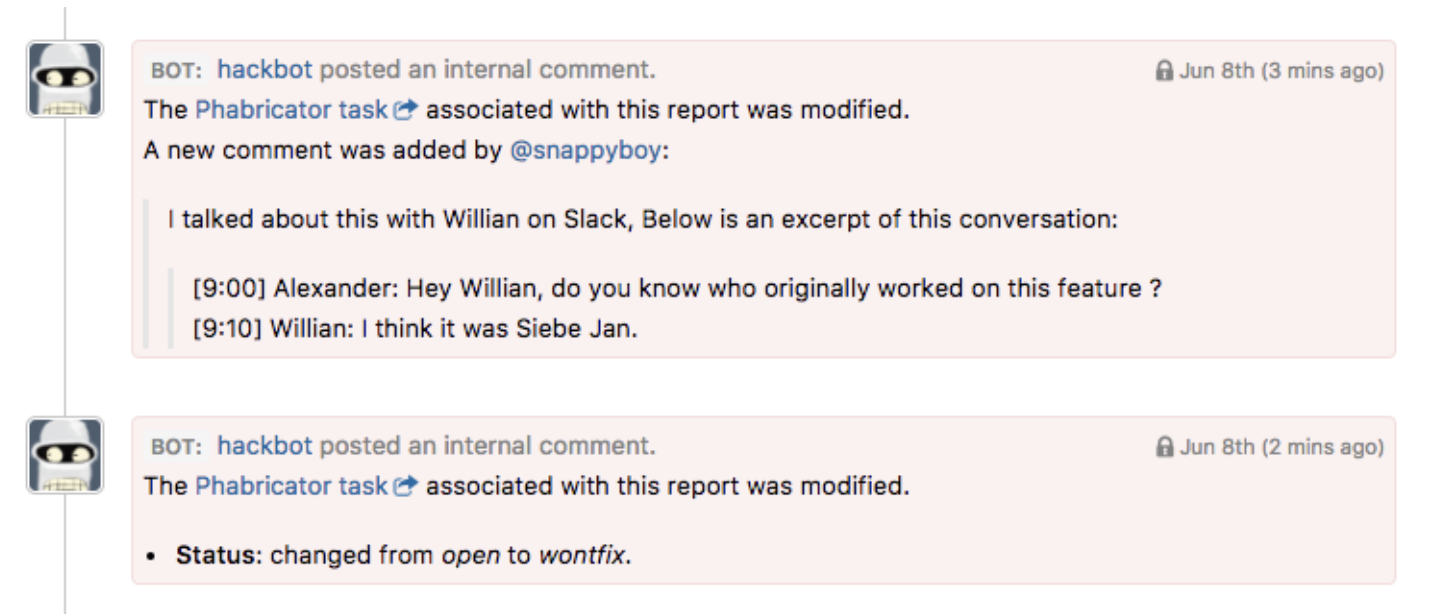 BOT: hackbot posted an internal comment. Jun 8th (3 mins ago)
The Phabricator task associated with this report was modified.
A new comment was added by @snappyboy:
I talked about this with Willian on Slack, Below is an excerpt of this conversation:
[9:00] Alexander: Hey Willian, do you know who originally worked on this feature ?
[9:10] Willian: I think it was Siebe Jan.
BOT: hackbot posted an internal comment. Jun 8th (2 mins ago)
The Phabricator task associated with this report was modified.
• Status: changed from open to wontfix.